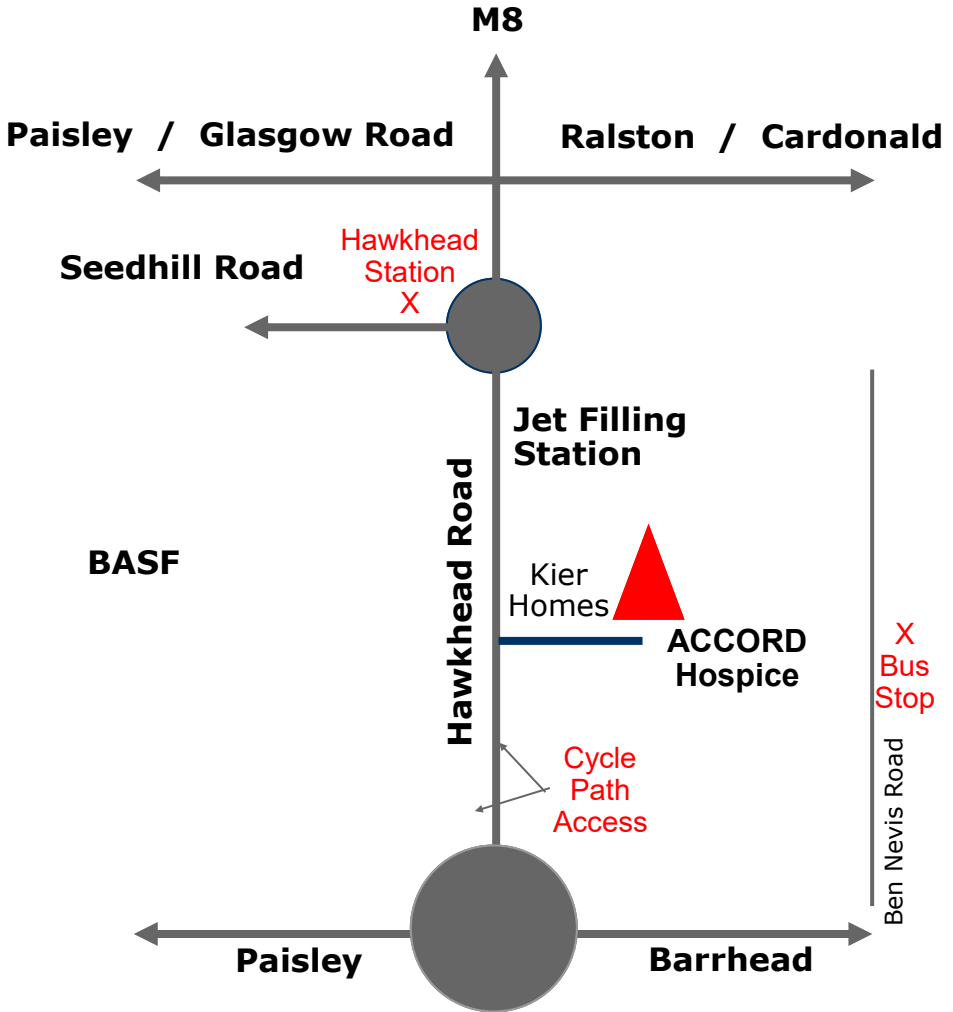 M8
Paisley / Glasgow Road
Ralston / Cardonald
Hawkhead
Station
X
Seedhill Road
Jet Filling
Station
Hawkhead Road
BASF
Kier
Homes
ACCORD
Hospice
X
Bus
Stop
Ben Nevis Road
Cycle
Path
Access
Paisley
Barrhead